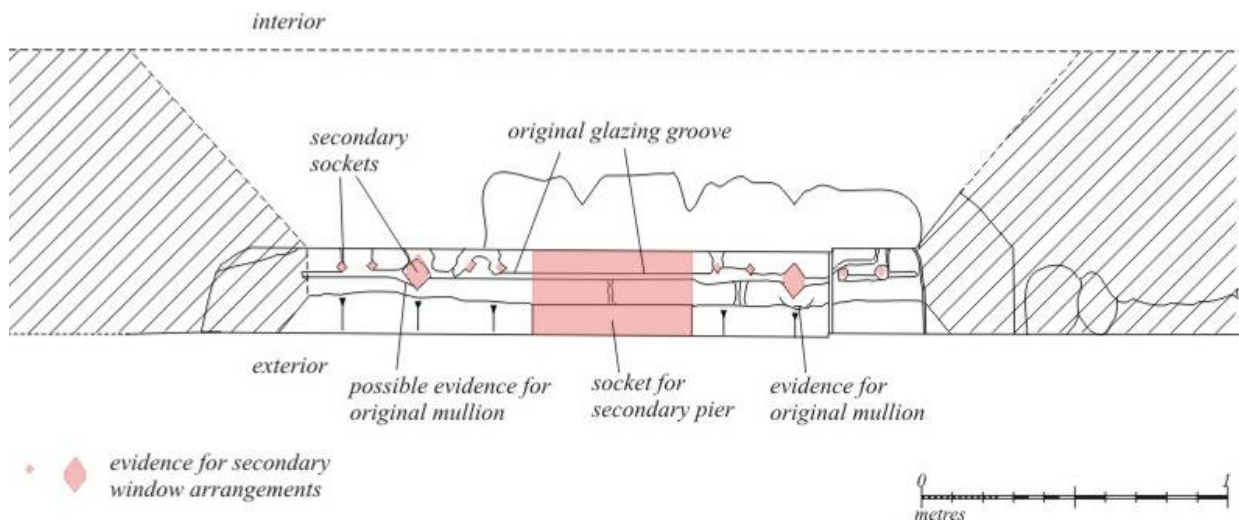 interior
secondary
sockets
original glazing groove
exterior
possible evidence for
original mullion
socket for
secondary pier
evidence for
original mullion
evidence for secondary
window arrangements
0
1
metres